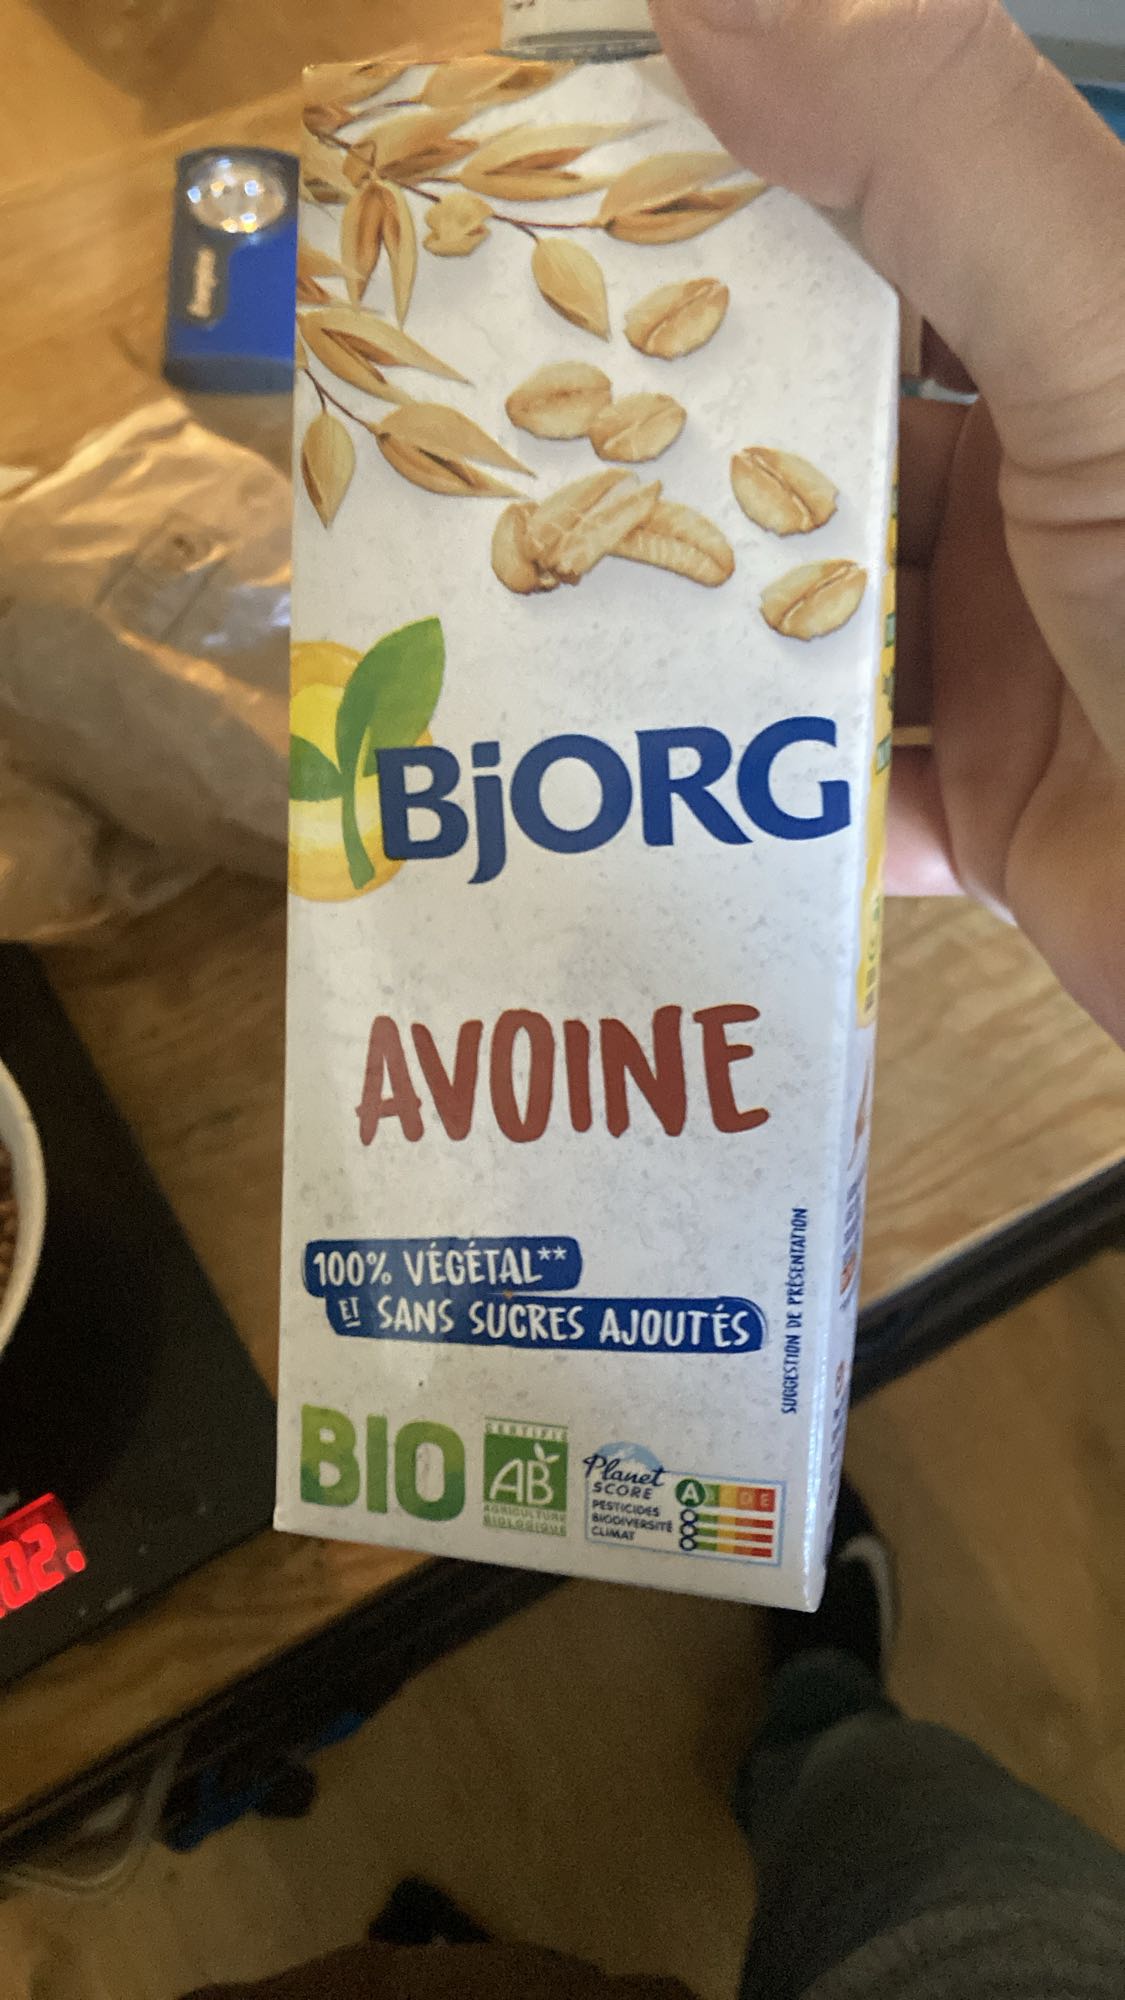 BJORG
AVOINE
100% VÉGÉTAL**
ET SANS SUCRES AJOUTÉS
SUGGESTION DE PRÉSENTATION
BIO
CERTIFIÉ
AB
AGRICULTURE
BIOLOGIQUE
Planet
SCORE
PESTICIDES
BIODIVERSITÉ
CLIMAT
A
D E
02.